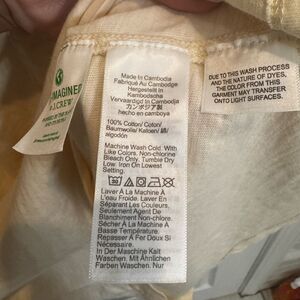 IMAGINED
J.CREW
Made in Cambodia
Fabriqué Au Cambodge
Hergestellt in
Kambodscha
Vervaardigd In Cambodja
カンボジア製
hecho en camboya
100% Cotton/ Coton/
Baumwolle/ Katoen/ 綿/
algodón
Machine Wash Cold. With
Like Colors. Non-chlorine
Bleach Only. Tumble Dry
Low. Iron On Lowest
Setting.
Laver À La Machine À
L'eau Froide. Laver En
Séparant Les Couleurs,
Seulement Agent De
Blanchiment Non-chlore.
Sécher À La Machine À
Basse Température.
Repasser À Fer Doux Si
Nécessaire.
In Der Maschine Kalt
Waschen. Mit Ähnlichen
Farben Waschen. Nur
DUE TO THIS WASH PROCESS
AND THE NATURE OF DYES,
THE COLOR FROM THIS
GARMENT MAY TRANSFER
ONTO LIGHT SURFACES.